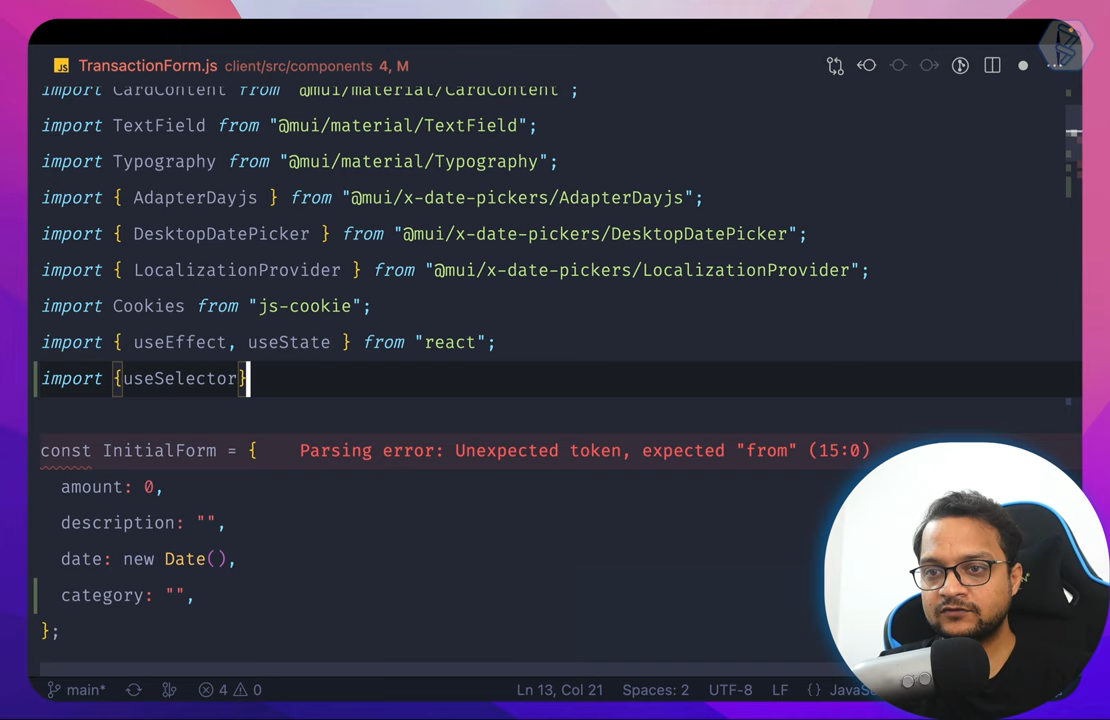 JS TransactionForm.js client/src/components 4, M
import CardContent from "@mui/material/CardContent";
import TextField from "@mui/material/TextField";
import Typography from "@mui/material/Typography";
import { AdapterDayjs } from "@mui/x-date-pickers/AdapterDayjs";
import { DesktopDatePicker } from "@mui/x-date-pickers/DesktopDatePicker";
import { LocalizationProvider } from "@mui/x-date-pickers/LocalizationProvider";
import Cookies from "js-cookie";
import { useEffect, useState } from "react";
import {useSelector}
const InitialForm = { Parsing error: Unexpected token, expected "from" (15:0)
amount: 0,
description: "",
date: new Date(),
category: "",
};
main* 4 0 Ln 13, Col 21 Spaces: 2 UTF-8 LF {}